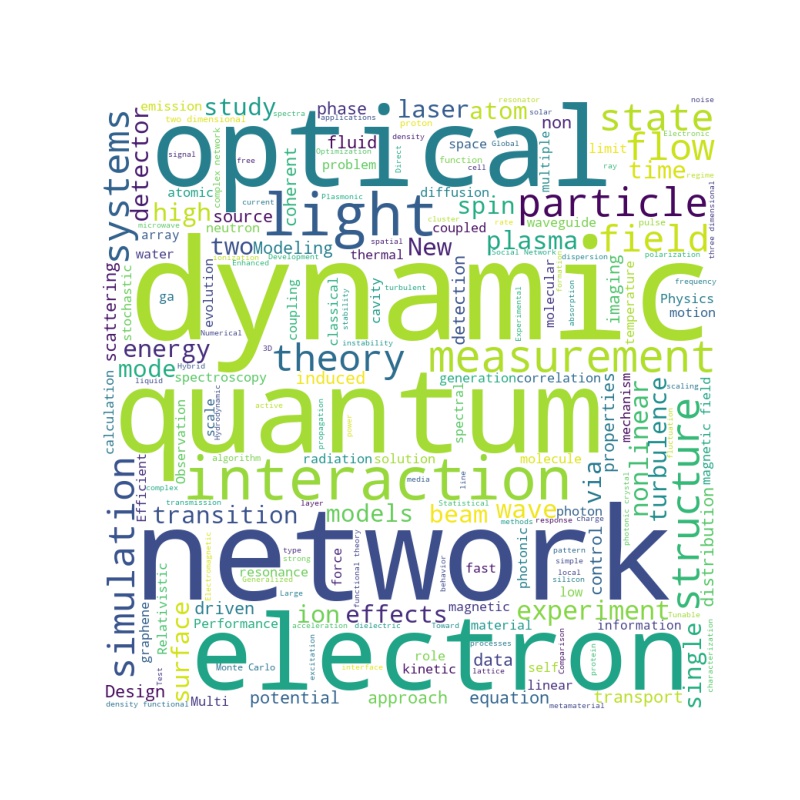 emission
study
phase
laser
atom
resonator
solar
noise
two dimensional
spectra
applications
proton
state
Electronic
optical
fluid
density
non
limit
flow
signal
free
problem
Direct
space
Global
multiple
ray
systems
detector
complex network
Optimization
function
cell
time
regime
atomic
Plasmonic
coherent
diffusion
spin
particle
three dimensional
high
current
light
cluster
rate
waveguide
pulse
microwave
source
neutron
coupled
array
two
Modeling
thermal
New
plasma
field
water
spatial
Social Network
dispersion
polarization
scattering
stochastic
ionization
Enhanced
Development
turbulent
detection
molecular
formation
imaging
temperature
dynamic
ga
evolution
coupling
classical
stability
cavity
Experimental
absorption
frequency
Physics
motion
Numerical
instability
energy
3D
theory
measurement
mode
Hybrid
spectroscopy
induced
generation
correlation
mechanism
scaling
liquid
calculation
quantum
scale
Hydrodynamic
active
propagation
power
spectral
properties
nonlinear
turbulence
fluctuation
structure
magnetic field
Observation
algorithm
radiation
solution
molecule
Efficient
complex
interaction
media
line
via
photonic crystal
distribution
simulation
transmission
layer
Statistical
methods
response
charge
transition
models
beam
wave
photon
network
type
strong
force
functional theory
behavior
fast
photonic
pattern
simple
local
silicon
control
single
graphene
Relativistic
Electromagnetic
resonance
Generalized
Large
magnetic
low
surface
driven
ion
effects
experiment
Tunable
Performance
acceleration
dielectric
Toward
material
information
electron
characterization
Test
excitation
interface
role
processes
data
self
Comparison
protein
Monte Carlo
kinetic
lattice
linear
Design
Multi
potential
approach
equation
transport
density functional
metamaterial